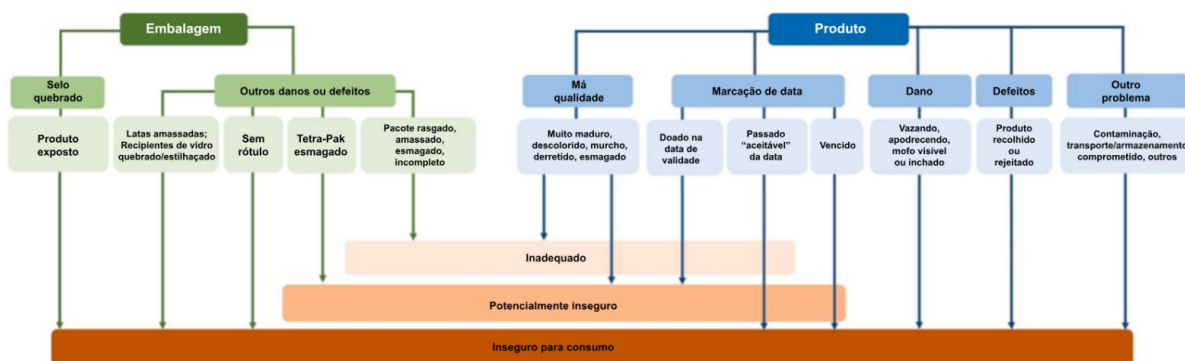 Embalagem
Produto
Selo
quebrado
Outros danos ou defeitos
Má
qualidade
Marcação de data
Dano
Defeitos
Outro
problema
Produto
exposto
Latas amassadas;
Recipientes de vidro
quebrado/estilhaçado
Sem
rótulo
Tetra-Pak
esmagado
Pacote rasgado,
amassado,
esmagado,
incompleto
Muito maduro,
descolorido, murcho,
derretido, esmagado
Doado na
data de
validade
Passado
“aceitável”
da data
Vencido
Vazando,
apodrecendo,
mofo visível
ou inchado
Produto
recolhido
ou
rejeitado
Contaminação,
transporte/armazenamento
comprometido, outros
Inadequado
Potencialmente inseguro
Inseguro para consumo